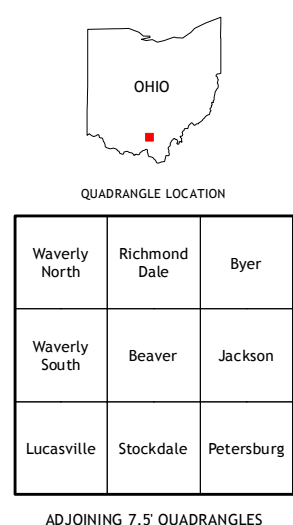 OHIO
QUADRANGLE LOCATION
Waverly
North
Richmond
Dale
Byer
Waverly
South
Beaver
Jackson
Lucasville
Stockdale
Petersburg
ADJOINING 7.5' QUADRANGLES